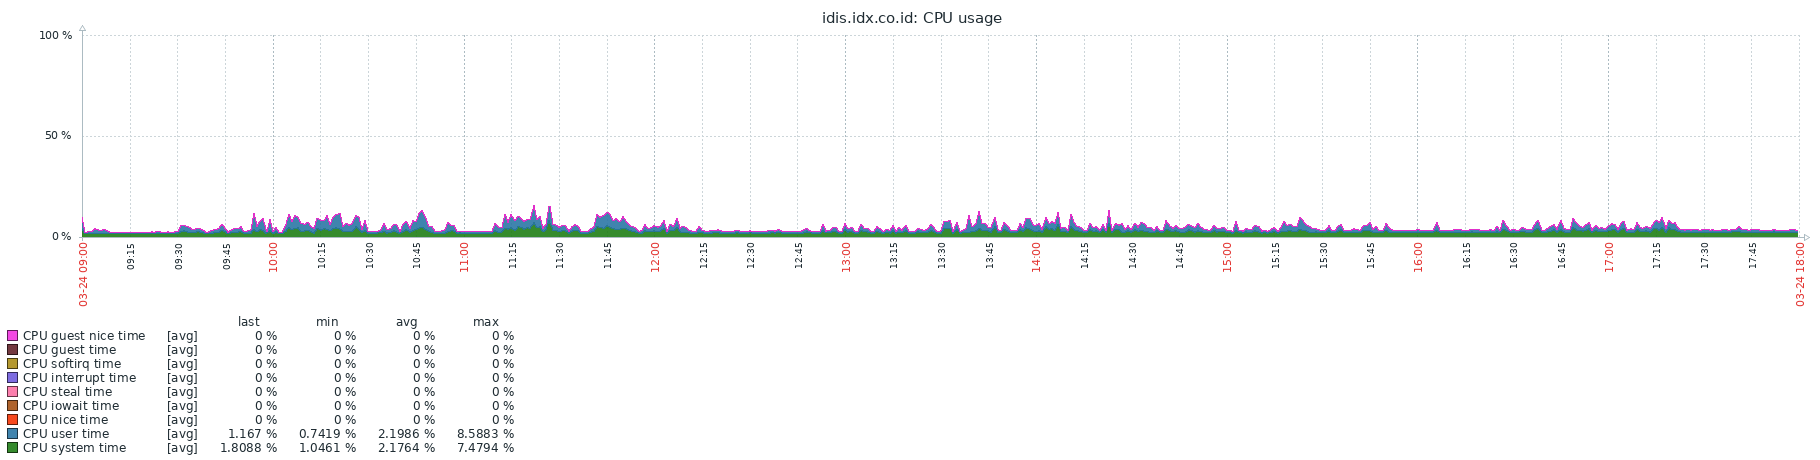 idis.idx.co.id: CPU usage
100 %
50 %
0 %
03-24 09:00 09:15 09:30 09:45 10:00 10:15 10:30 10:45 11:00 11:15 11:30 11:45 12:00 12:15 12:30 12:45 13:00 13:15 13:30 13:45 14:00 14:15 14:30 14:45 15:00 15:15 15:30 15:45 16:00 16:15 16:30 16:45 17:00 17:15 17:30 17:45 03-24 18:00
last min avg max
CPU guest nice time [avg] 0 % 0 % 0 % 0 %
CPU guest time [avg] 0 % 0 % 0 % 0 %
CPU softirq time [avg] 0 % 0 % 0 % 0 %
CPU interrupt time [avg] 0 % 0 % 0 % 0 %
CPU steal time [avg] 0 % 0 % 0 % 0 %
CPU iowait time [avg] 0 % 0 % 0 % 0 %
CPU nice time [avg] 0 % 0 % 0 % 0 %
CPU user time [avg] 1.167 % 0.7419 % 2.1986 % 8.5883 %
CPU system time [avg] 1.8088 % 1.0461 % 2.1764 % 7.4794 %